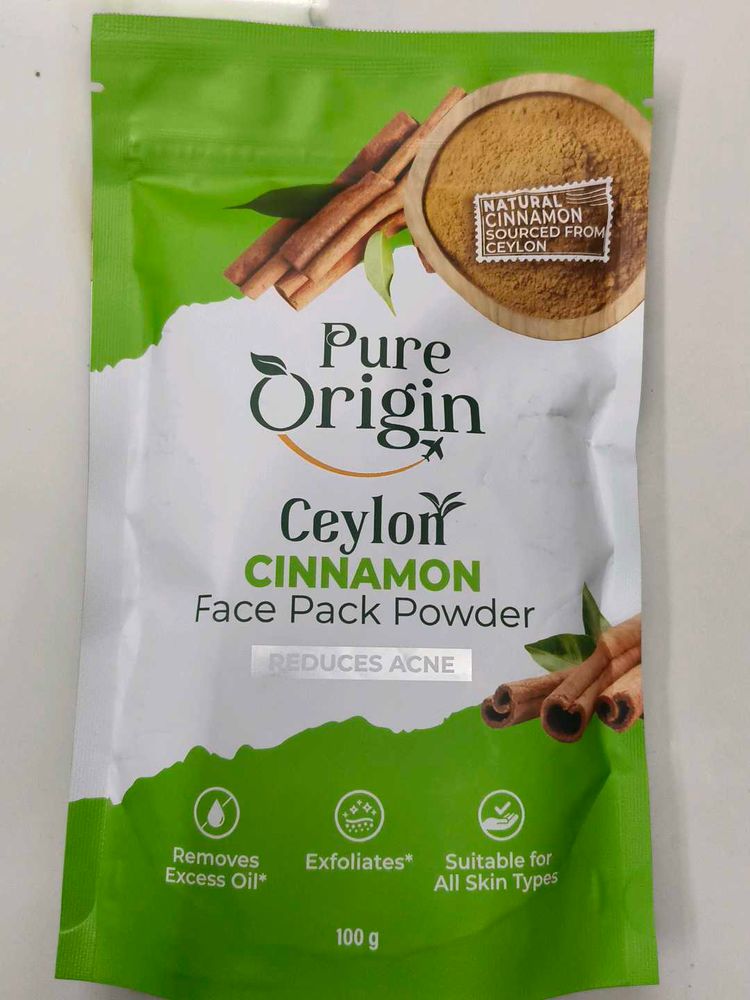 NATURAL
CINNAMON
SOURCED FROM
CEYLON
Pure
Origin
Ceylon
CINNAMON
Face Pack Powder
REDUCES ACNE
Removes
Excess Oil*
Exfoliates*
Suitable for
All Skin Types
100 g